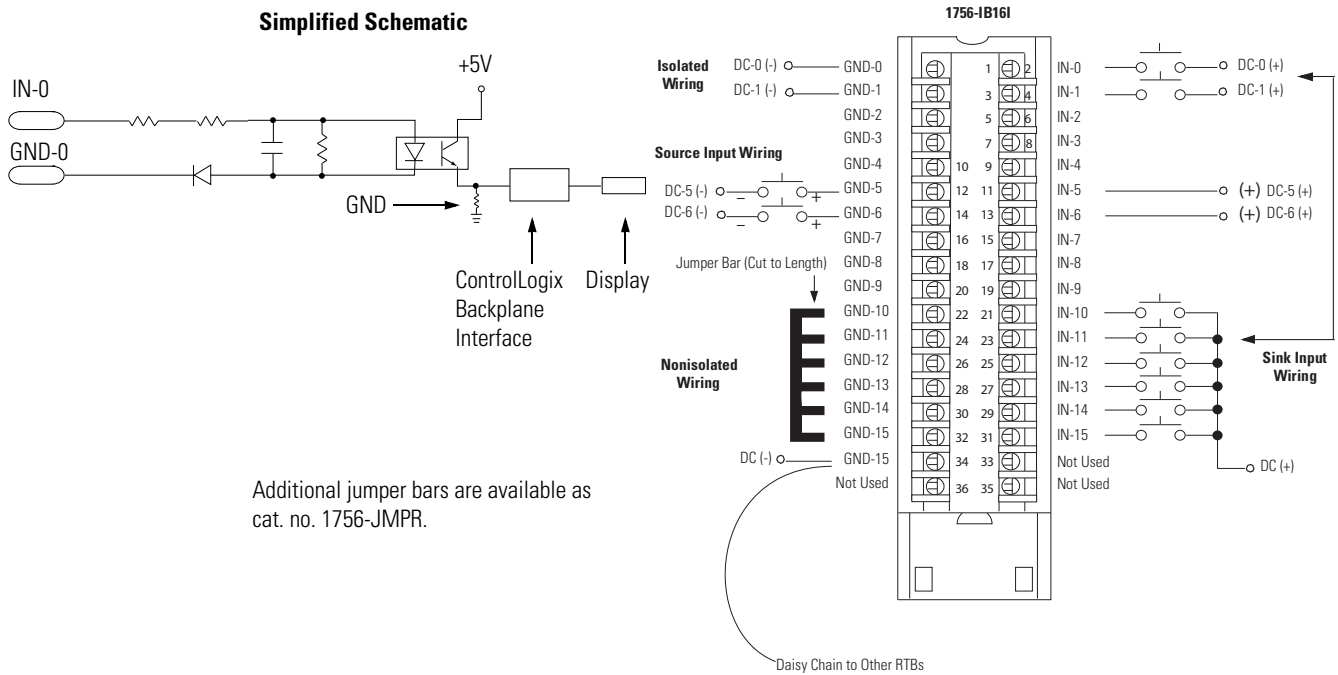 Simplified Schematic
+5V
IN-0
GND-0
GND
ControlLogix
Backplane
Interface
Display
Additional jumper bars are available as
cat. no. 1756-JMPR.
1756-IB16I
Isolated
Wiring
DC-0 (-) GND-0 1 2 IN-0 DC-0 (+)
DC-1 (-) GND-1 3 4 IN-1 DC-1 (+)
GND-2 5 6 IN-2
GND-3 7 8 IN-3
Source Input Wiring
GND-4 10 9 IN-4
DC-5 (-) – + GND-5 12 11 IN-5 (+) DC-5 (+)
DC-6 (-) – + GND-6 14 13 IN-6 (+) DC-6 (+)
GND-7 16 15 IN-7
Jumper Bar (Cut to Length) GND-8 18 17 IN-8
GND-9 20 19 IN-9
GND-10 22 21 IN-10
GND-11 24 23 IN-11
Nonisolated
Wiring
GND-12 26 25 IN-12
Sink Input
Wiring
GND-13 28 27 IN-13
GND-14 30 29 IN-14
GND-15 32 31 IN-15
DC (-) GND-15 34 33 Not Used DC (+)
Not Used 36 35 Not Used
Daisy Chain to Other RTBs